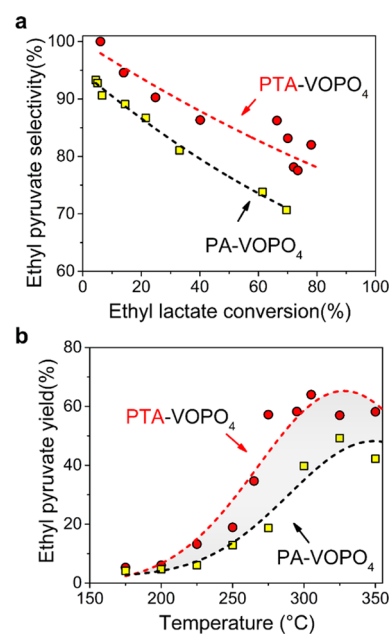 a
100
90
80
70
60
Ethyl pyruvate selectivity(%)
PTA-VOPO4
PA-VOPO4
0 20 40 60 80 100
Ethyl lactate conversion(%)
b
80
60
40
20
0
Ethyl pyruvate yield(%)
PTA-VOPO4
PA-VOPO4
150 200 250 300 350
Temperature (°C)